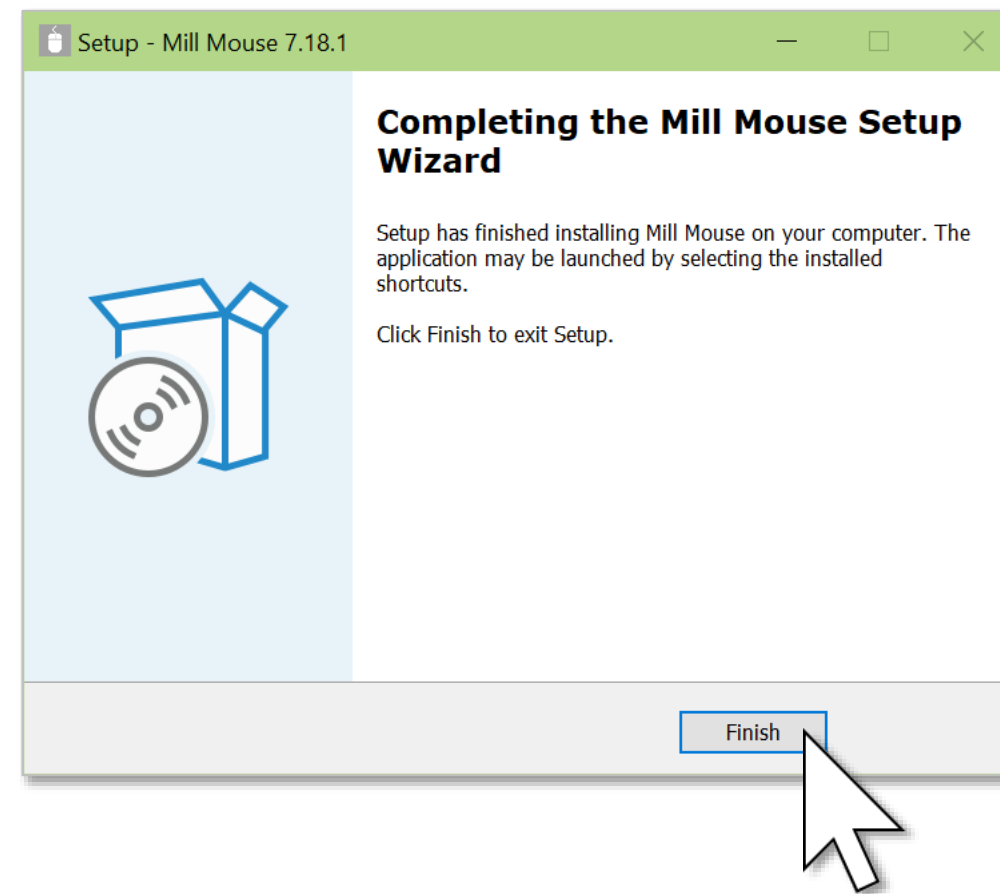 Setup - Mill Mouse 7.18.1
Completing the Mill Mouse Setup
Wizard
Setup has finished installing Mill Mouse on your computer. The
application may be launched by selecting the installed
shortcuts.
Click Finish to exit Setup.
Finish